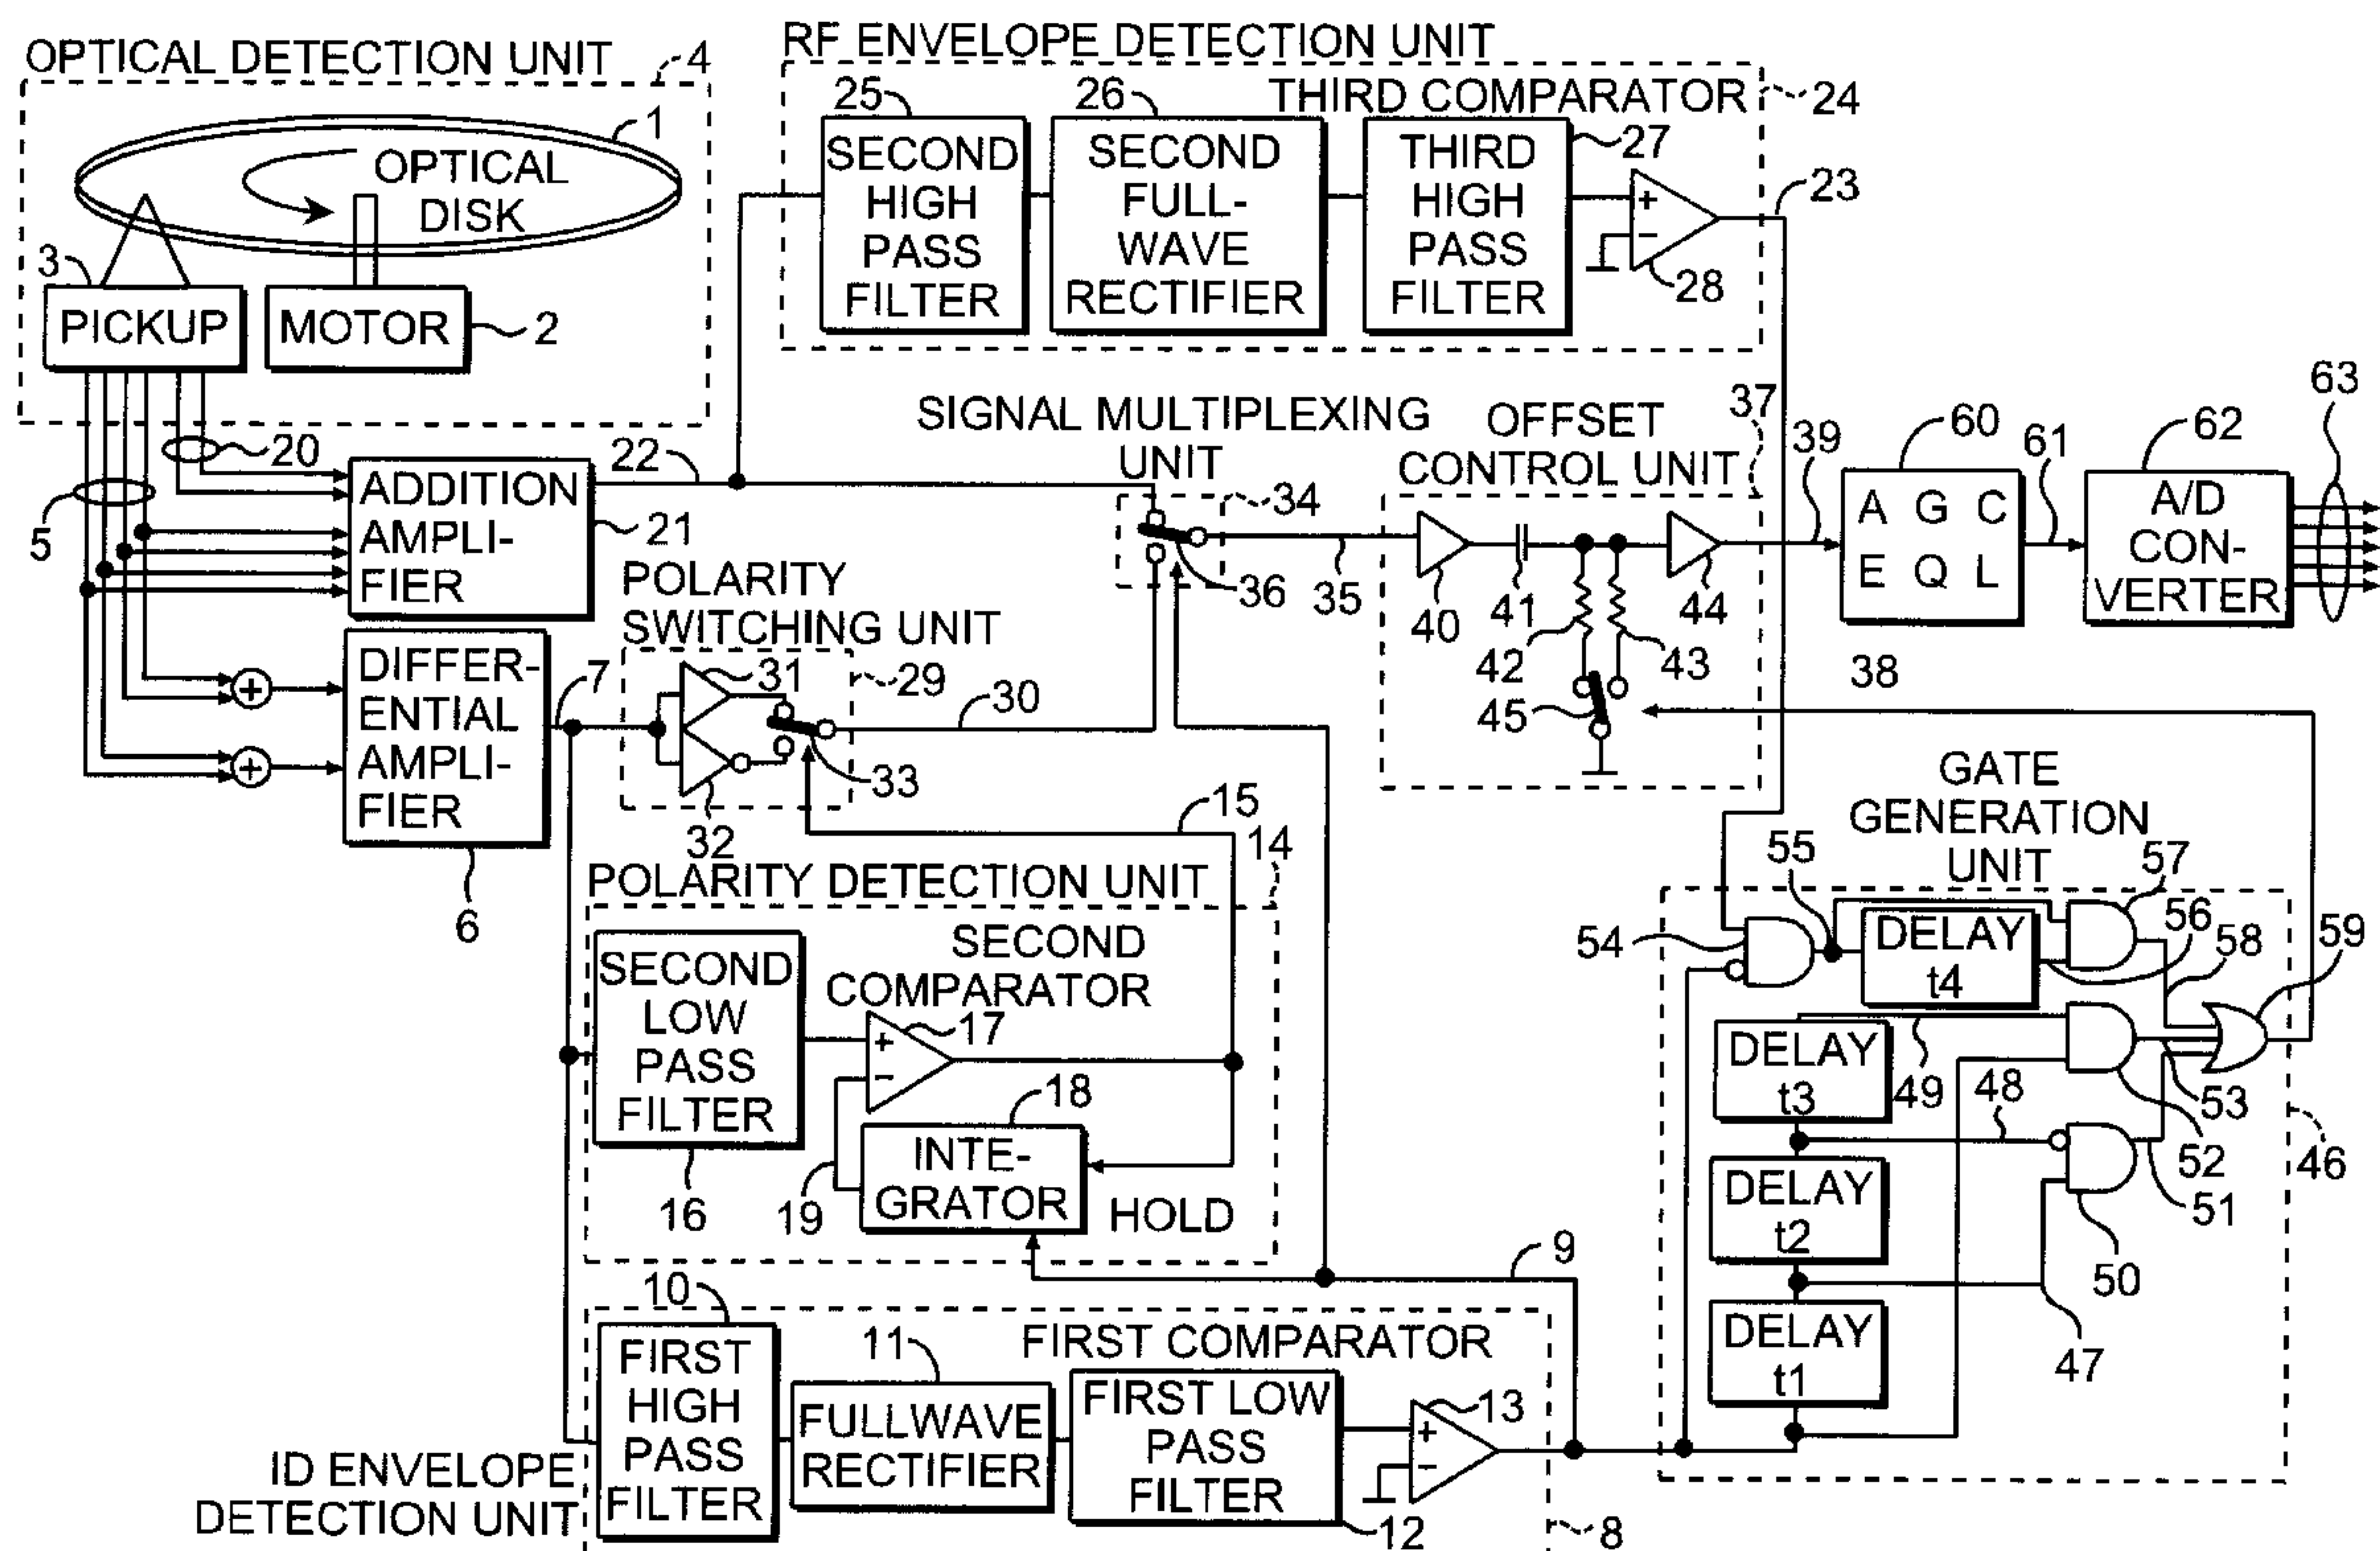 OPTICAL DETECTION UNIT
4
1
OPTICAL
DISK
3
PICKUP
MOTOR
2
RF ENVELOPE DETECTION UNIT
25
26
THIRD COMPARATOR
24
SECOND
HIGH
PASS
FILTER
SECOND
FULL-
WAVE
RECTIFIER
THIRD
HIGH
PASS
FILTER
27
+
−
28
23
20
5
ADDITION
AMPLI-
FIER
21
22
SIGNAL MULTIPLEXING
UNIT
34
36
35
OFFSET
CONTROL UNIT
37
40
41
42
43
44
45
39
38
60
A G C
E Q L
61
62
A/D
CON-
VERTER
63
+
+
DIFFER-
ENTIAL
AMPLI-
FIER
6
7
POLARITY
SWITCHING UNIT
31
29
32
33
30
15
14
POLARITY DETECTION UNIT
SECOND
LOW
PASS
FILTER
16
SECOND
COMPARATOR
17
+
−
18
19
INTE-
GRATOR
HOLD
9
10
FIRST
HIGH
PASS
FILTER
11
FULLWAVE
RECTIFIER
FIRST COMPARATOR
FIRST LOW
PASS
FILTER
12
13
+
−
8
ID ENVELOPE
DETECTION UNIT
GATE
GENERATION
UNIT
54
55
DELAY
t4
57
56
58
59
DELAY
t3
49
48
53
52
46
DELAY
t2
51
50
DELAY
t1
47